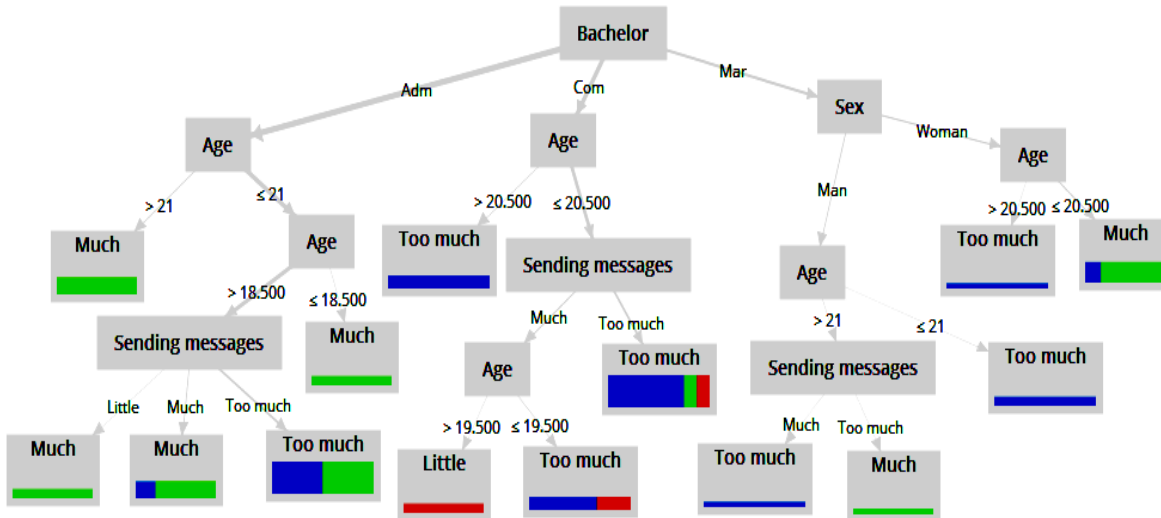 Bachelor
Adm
Com
Mar
Age
Age
Sex
Woman
Age
Man
> 21
≤ 21
> 20.500
≤ 20.500
> 20.500
≤ 20.500
Much
Age
Too much
Sending messages
Age
Too much
Much
> 18.500
≤ 18.500
Much
Too much
> 21
≤ 21
Sending messages
Much
Age
Too much
Sending messages
Too much
Little
Much
Too much
> 19.500
≤ 19.500
Much
Too much
Much
Much
Too much
Little
Too much
Too much
Much